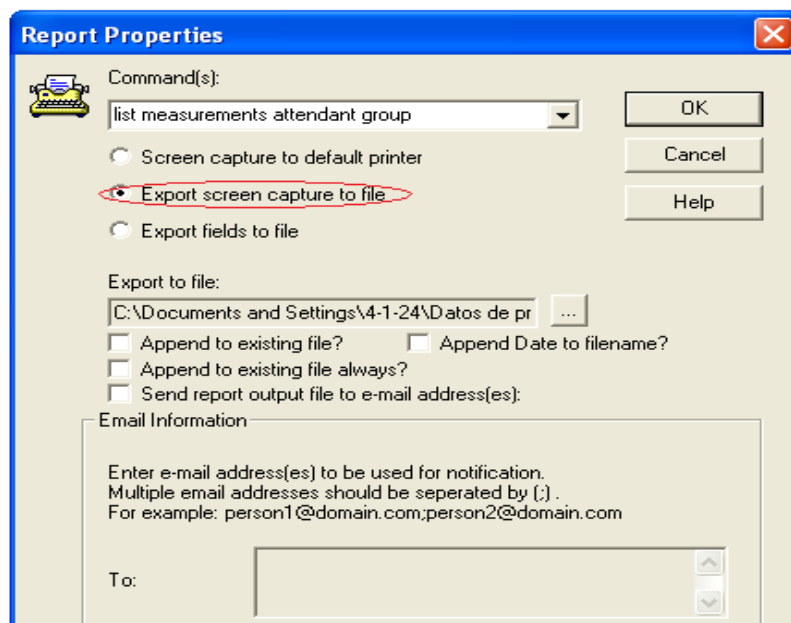 Report Properties
Command(s):
list measurements attendant group
OK
Screen capture to default printer
Cancel
Export screen capture to file
Help
Export fields to file
Export to file:
C:\Documents and Settings\4-1-24\Datos de pr
...
Append to existing file? Append Date to filename?
Append to existing file always?
Send report output file to e-mail address(es):
Email Information
Enter e-mail address(es) to be used for notification.
Multiple email addresses should be seperated by (;) .
For example: person1@domain.com;person2@domain.com
To: